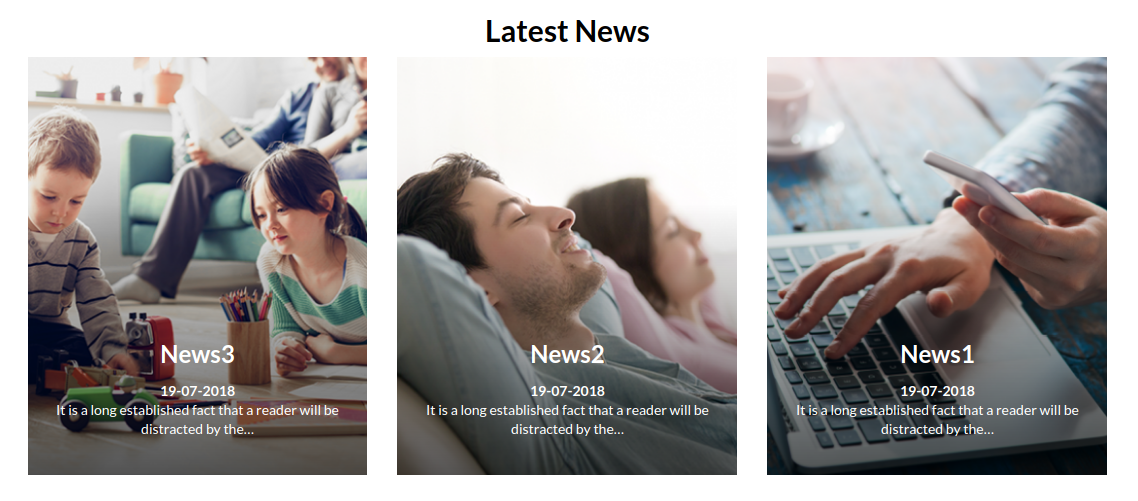 Latest News
News3
19-07-2018
It is a long established fact that a reader will be
distracted by the...
News2
19-07-2018
It is a long established fact that a reader will be
distracted by the...
News1
19-07-2018
It is a long established fact that a reader will be
distracted by the...